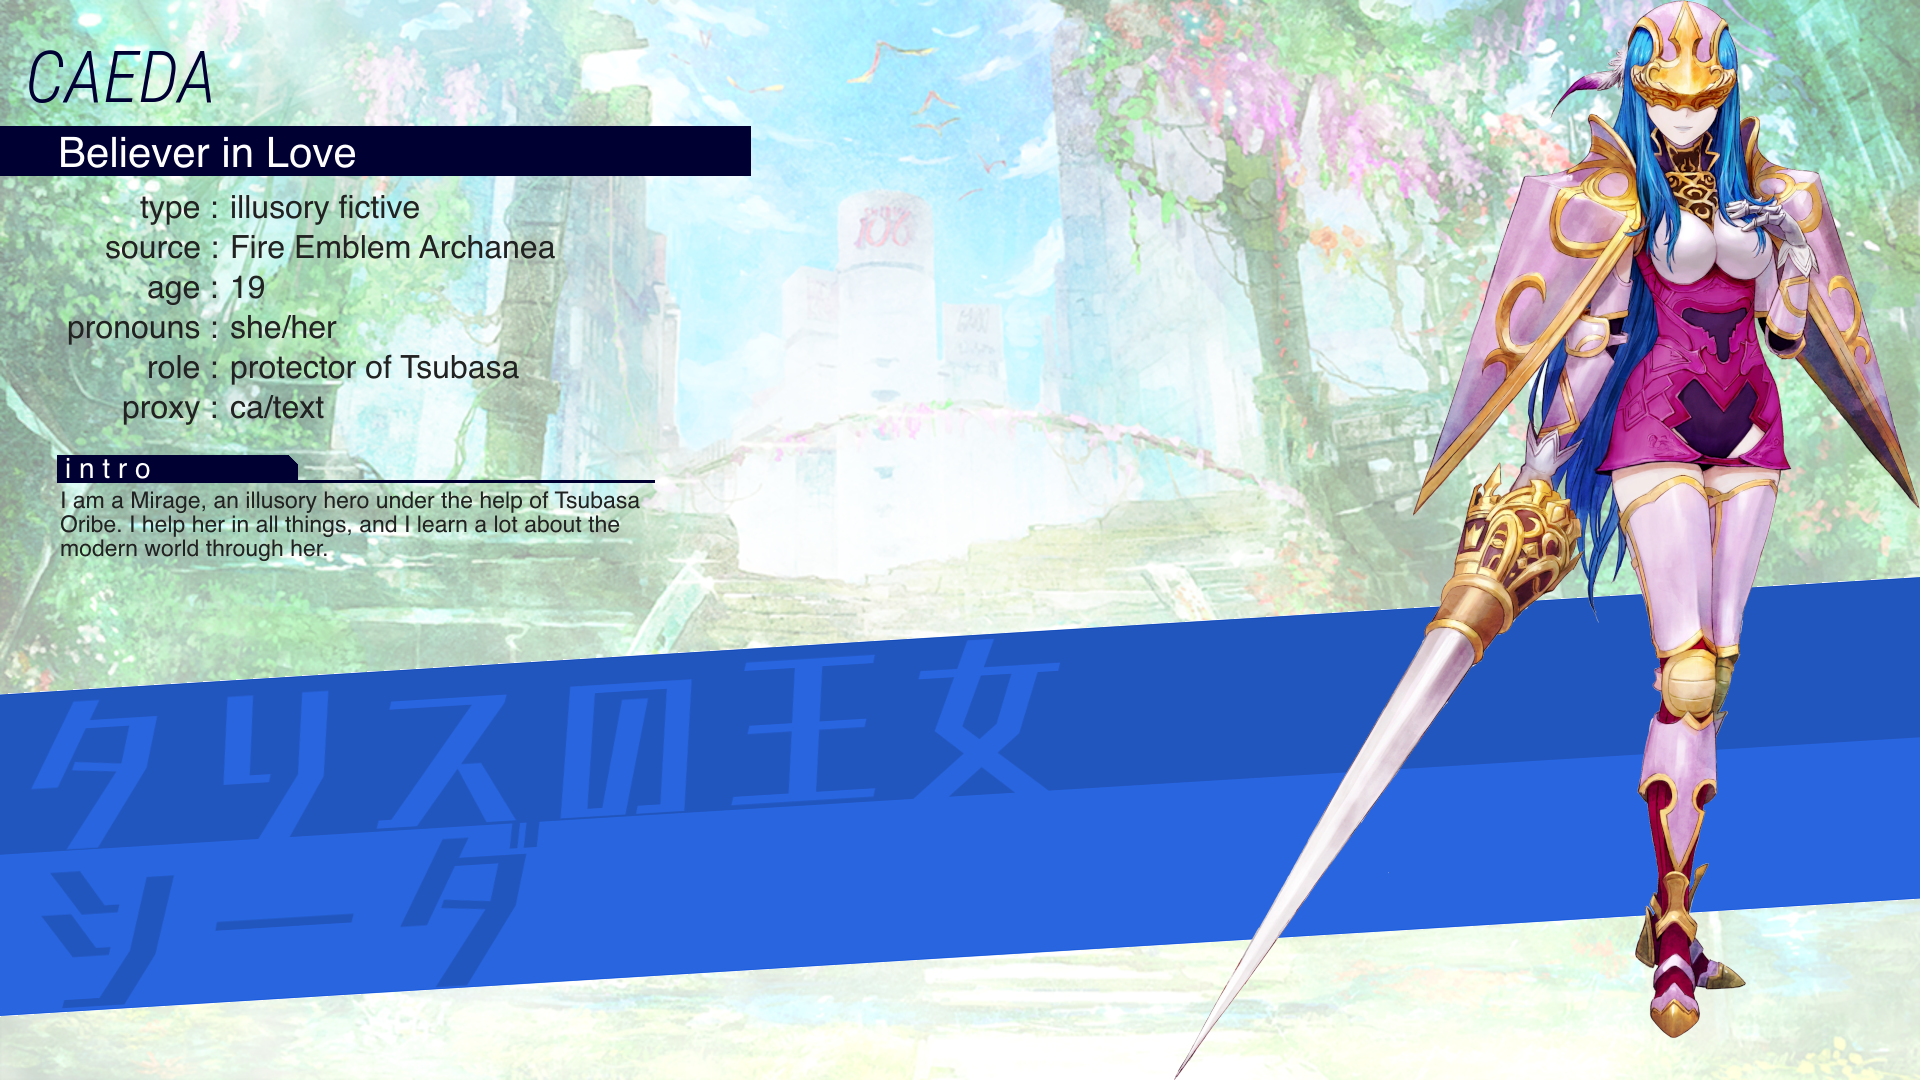 CAEDA
Believer in Love
type : illusory fictive
source : Fire Emblem Archanea
age : 19
pronouns : she/her
role : protector of Tsubasa
proxy : ca/text
intro
I am a Mirage, an illusory hero under the help of Tsubasa
Oribe. I help her in all things, and I learn a lot about the
modern world through her.
タリスの王女
シーダ